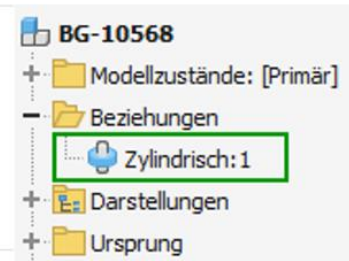 BG-10568
Modellzustände: [Primär]
Beziehungen
Zylindrisch:1
Darstellungen
Ursprung